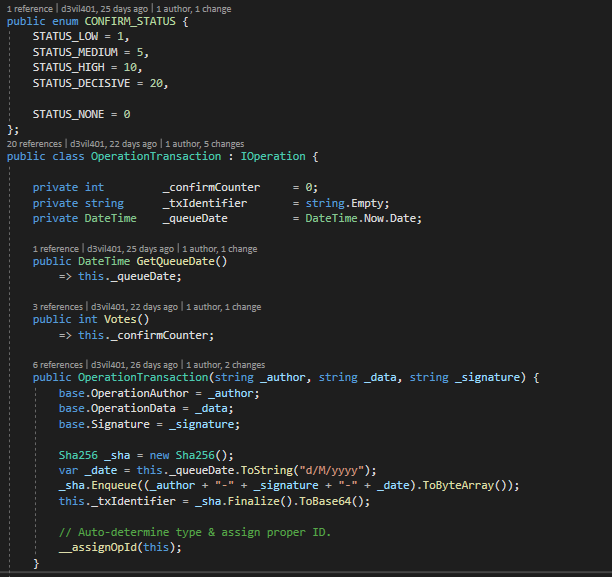 1 reference | d3vil401, 25 days ago | 1 author, 1 change
public enum CONFIRM_STATUS {
STATUS_LOW = 1,
STATUS_MEDIUM = 5,
STATUS_HIGH = 10,
STATUS_DECISIVE = 20,
STATUS_NONE = 0
};
20 references | d3vil401, 22 days ago | 1 author, 5 changes
public class OperationTransaction : IOperation {
private int _confirmCounter = 0;
private string _txIdentifier = string.Empty;
private DateTime _queueDate = DateTime.Now.Date;
1 reference | d3vil401, 25 days ago | 1 author, 1 change
public DateTime GetQueueDate()
=> this._queueDate;
3 references | d3vil401, 22 days ago | 1 author, 1 change
public int Votes()
=> this._confirmCounter;
6 references | d3vil401, 26 days ago | 1 author, 2 changes
public OperationTransaction(string _author, string _data, string _signature) {
base.OperationAuthor = _author;
base.OperationData = _data;
base.Signature = _signature;
Sha256 _sha = new Sha256();
var _date = this._queueDate.ToString("d/M/yyyy");
_sha.Enqueue((_author + "-" + _signature + "-" + _date).ToByteArray());
this._txIdentifier = _sha.Finalize().ToBase64();
// Auto-determine type & assign proper ID.
__assignOpId(this);
}